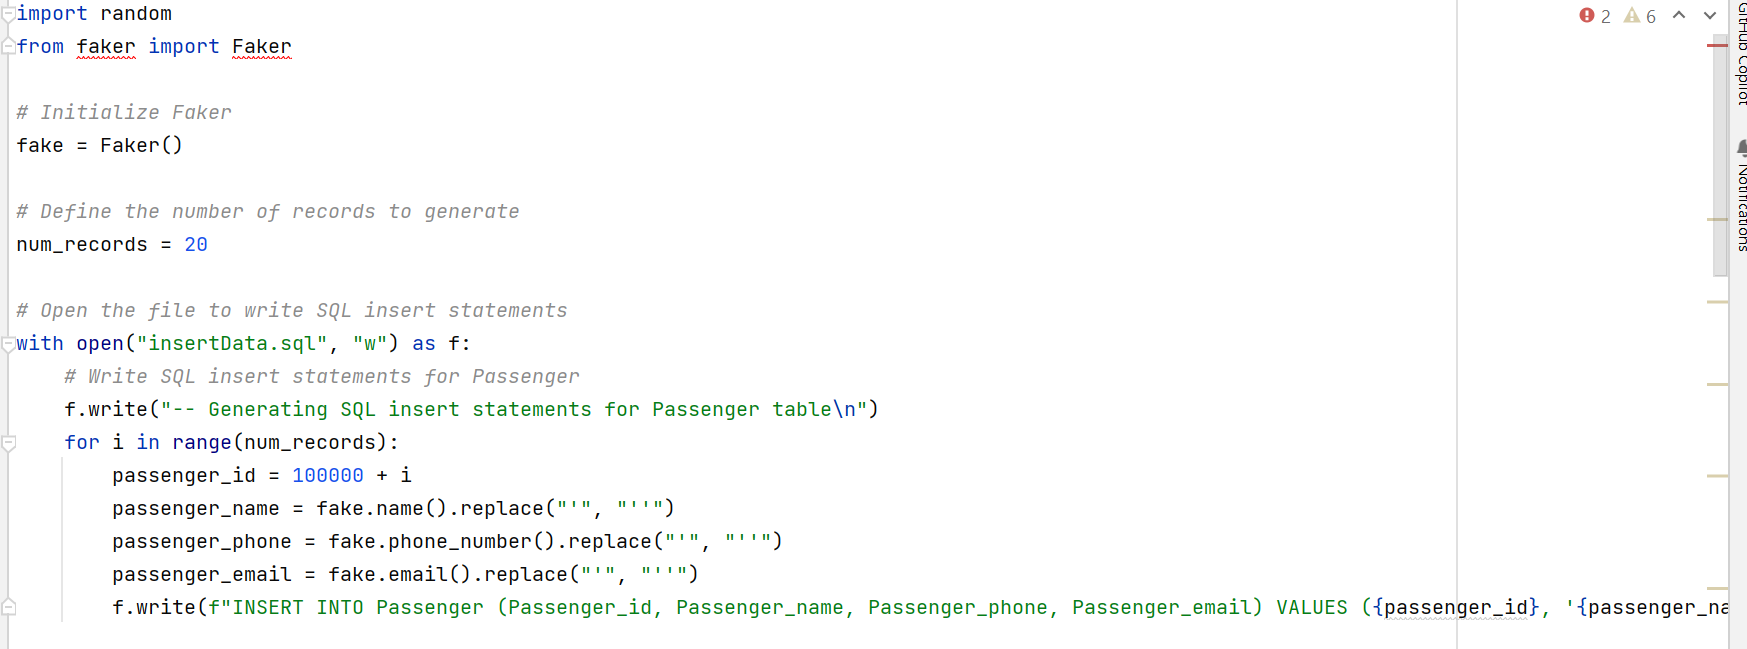 import random
from faker import Faker
# Initialize Faker
fake = Faker()
# Define the number of records to generate
num_records = 20
# Open the file to write SQL insert statements
with open("insertData.sql", "w") as f:
# Write SQL insert statements for Passenger
f.write("-- Generating SQL insert statements for Passenger table\n")
for i in range(num_records):
passenger_id = 100000 + i
passenger_name = fake.name().replace("'", "''")
passenger_phone = fake.phone_number().replace("'", "''")
passenger_email = fake.email().replace("'", "''")
f.write(f"INSERT INTO Passenger (Passenger_id, Passenger_name, Passenger_phone, Passenger_email) VALUES ({passenger_id}, '{passenger_na
2 6
GitHub Copilot
Notifications